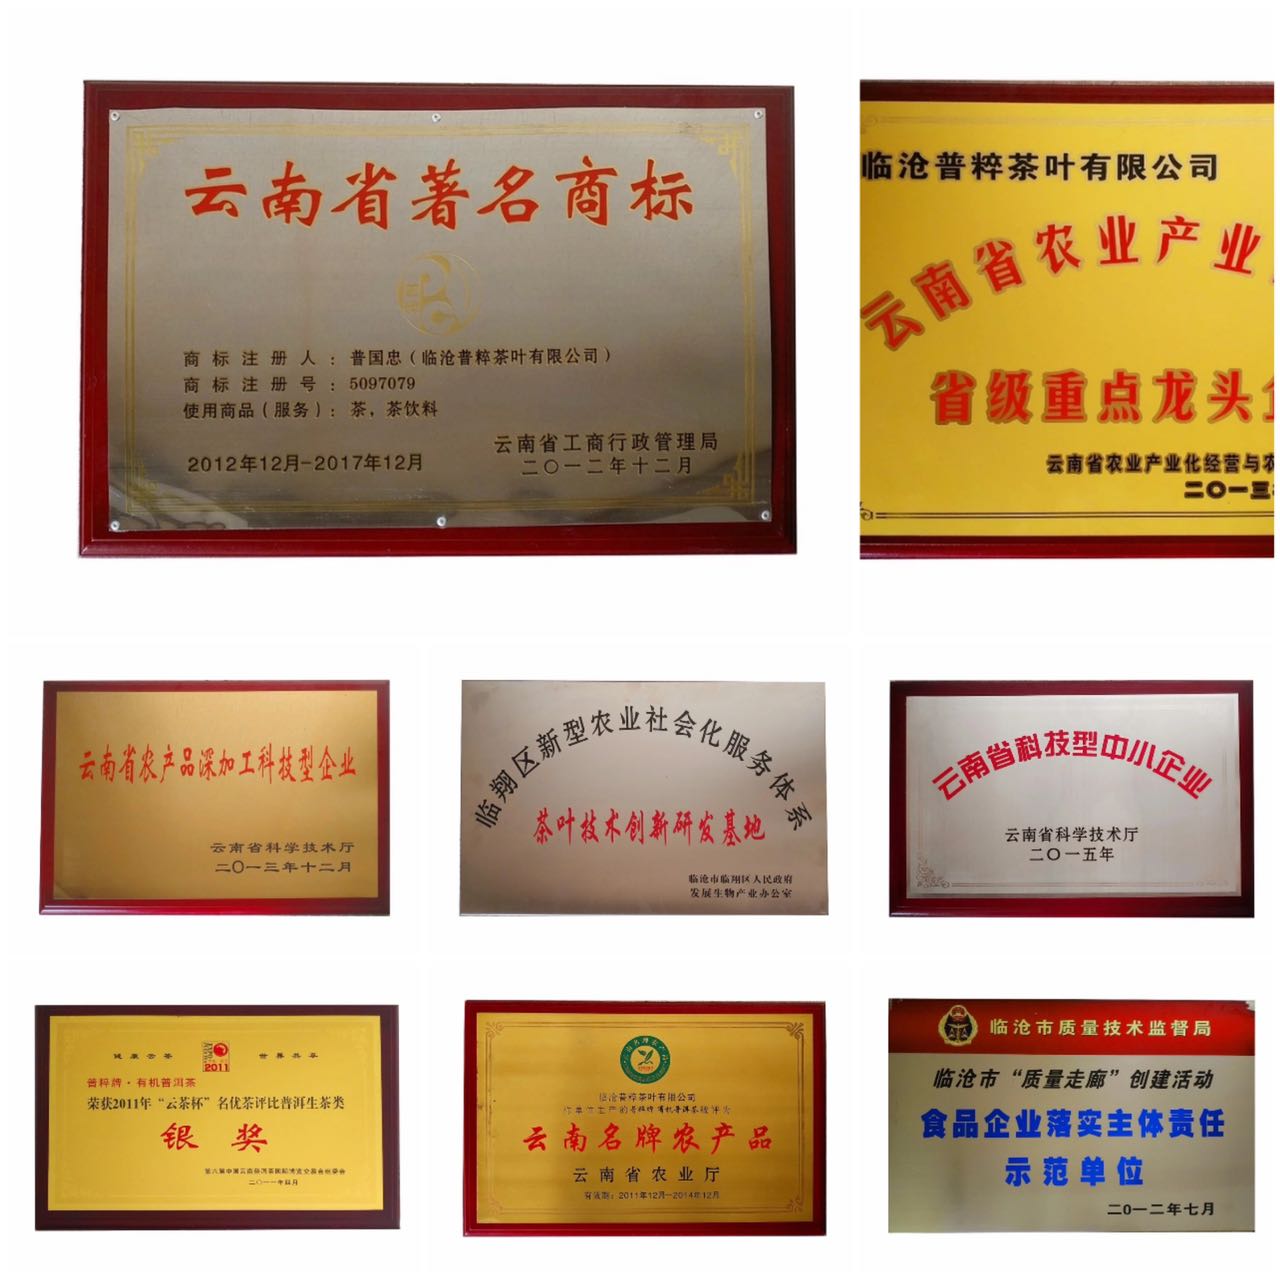 云南省著名商标
商标注册人：普国忠（临沧普粹茶叶有限公司）
商标注册号：5097079
使用商品（服务）：茶，茶饮料
2012年12月-2017年12月
云南省工商行政管理局
二〇一二年十二月
临沧普粹茶叶有限公司
云南省农业产业
省级重点龙头
云南省农业产业化经营与农
二〇一三
云南省农产品深加工科技型企业
云南省科学技术厅
二〇一三年十二月
临翔区新型农业社会化服务体系
茶叶技术创新研发基地
临沧市临翔区人民政府
发展生物产业办公室
云南省科技型中小企业
云南省科学技术厅
二〇一五年
健康云茶 世界共享
2011
普粹牌·有机普洱茶
荣获2011年“云茶杯”名优茶评比普洱生茶类
银奖
二〇一一年四月
临沧普粹茶叶有限公司
云南名牌农产品
云南省农业厅
有效期：2011年12月-2014年12月
临沧市质量技术监督局
临沧市“质量走廊”创建活动
食品企业落实主体责任
示范单位
二〇一二年七月